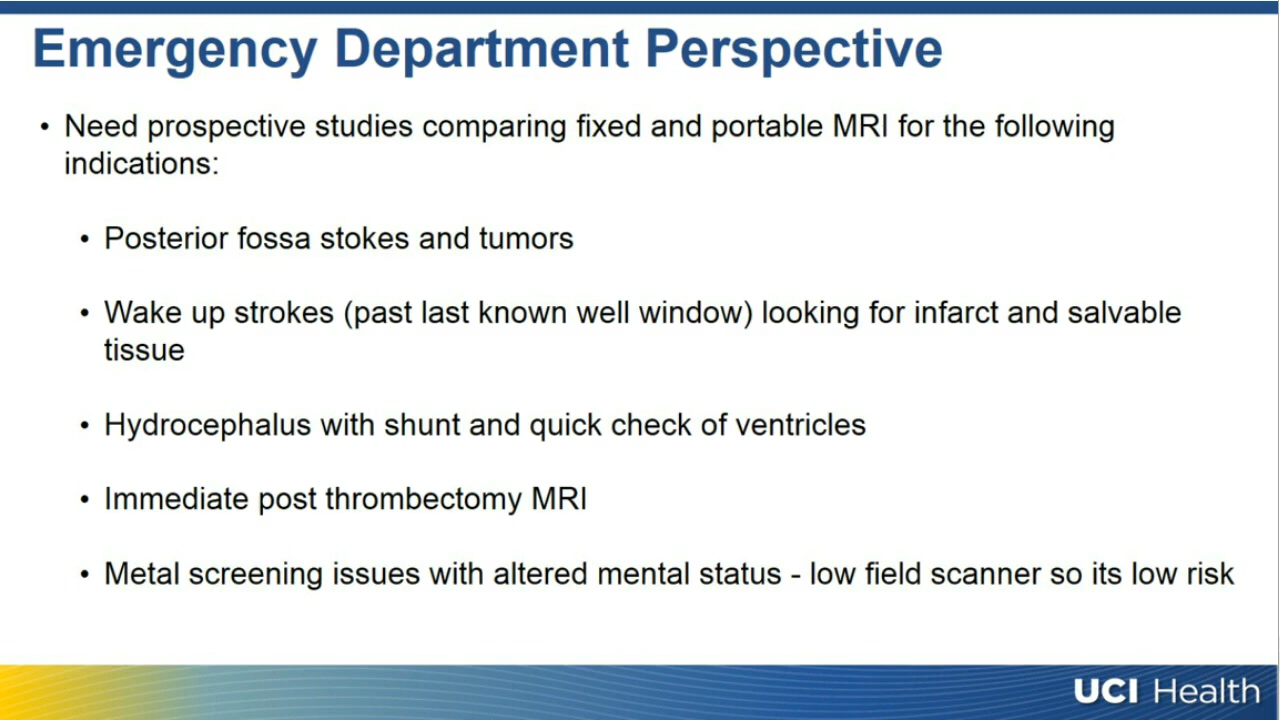 Emergency Department Perspective
• Need prospective studies comparing fixed and portable MRI for the following
indications:
• Posterior fossa stokes and tumors
• Wake up strokes (past last known well window) looking for infarct and salvable
tissue
• Hydrocephalus with shunt and quick check of ventricles
• Immediate post thrombectomy MRI
• Metal screening issues with altered mental status - low field scanner so its low risk
UCI Health